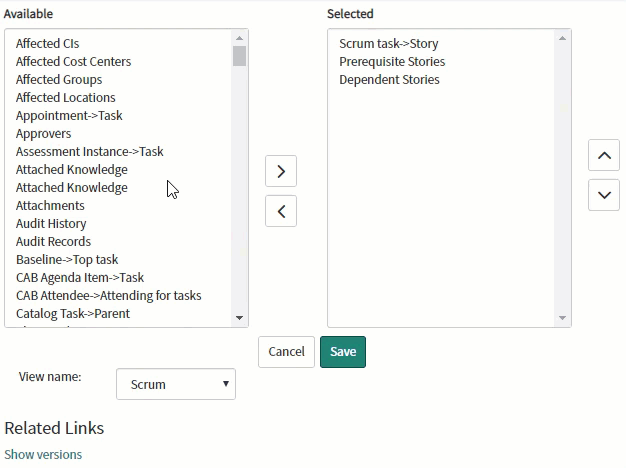 Available
Affected CIs
Affected Cost Centers
Affected Groups
Affected Locations
Appointment->Task
Approvers
Assessment Instance->Task
Attached Knowledge
Attached Knowledge
Attachments
Audit History
Audit Records
Baseline->Top task
CAB Agenda Item->Task
CAB Attendee->Attending for tasks
Catalog Task->Parent
Selected
Scrum task->Story
Prerequisite Stories
Dependent Stories
Cancel
Save
View name:
Scrum
Related Links
Show versions